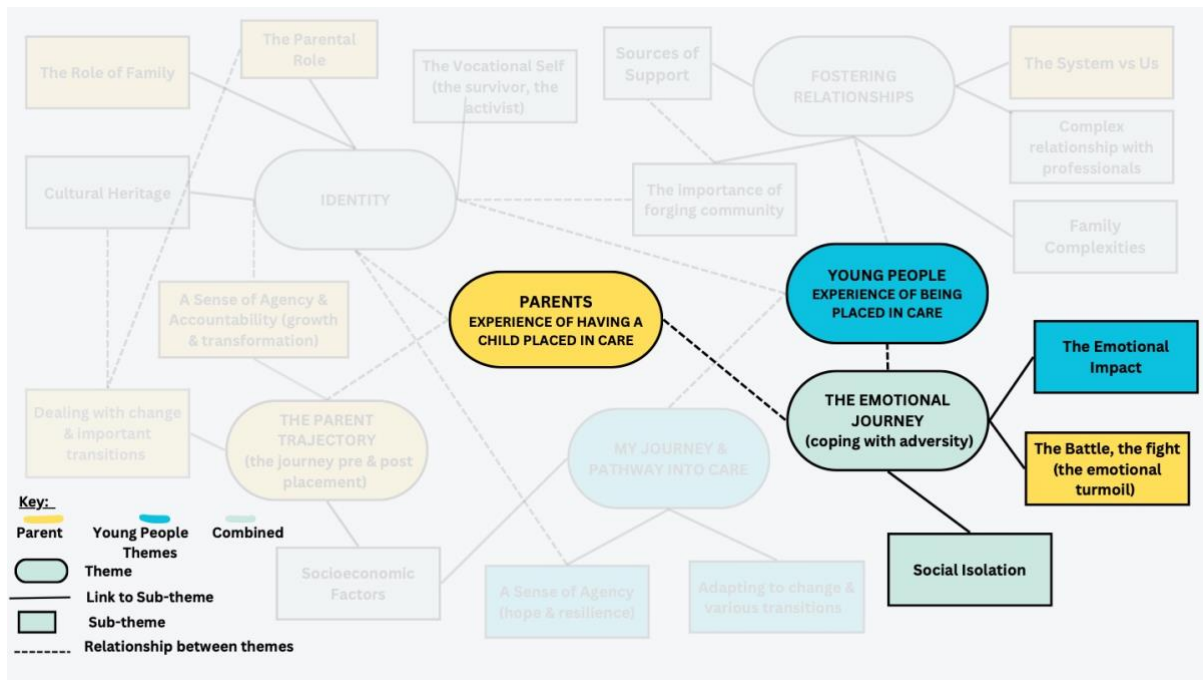 The Role of Family
The Parental
Role
The Vocational Self
(the survivor, the
activist)
Sources of
Support
FOSTERING
RELATIONSHIPS
The System vs Us
Complex
relationship with
professionals
Cultural Heritage
IDENTITY
The importance of
forging community
Family
Complexities
A Sense of Agency &
Accountability (growth
& transformation)
PARENTS
EXPERIENCE OF HAVING A
CHILD PLACED IN CARE
YOUNG PEOPLE
EXPERIENCE OF BEING
PLACED IN CARE
The Emotional
Impact
Dealing with change
& important
transitions
THE PARENT
TRAJECTORY
(the journey pre & post
placement)
MY JOURNEY &
PATHWAY INTO CARE
THE EMOTIONAL
JOURNEY
(coping with adversity)
The Battle, the fight
(the emotional
turmoil)
Socioeconomic
Factors
A Sense of Agency
(hope & resilience)
Adapting to change &
various transitions
Social Isolation
Key:
Parent
Young People
Themes
Combined
Theme
Link to Sub-theme
Sub-theme
Relationship between themes